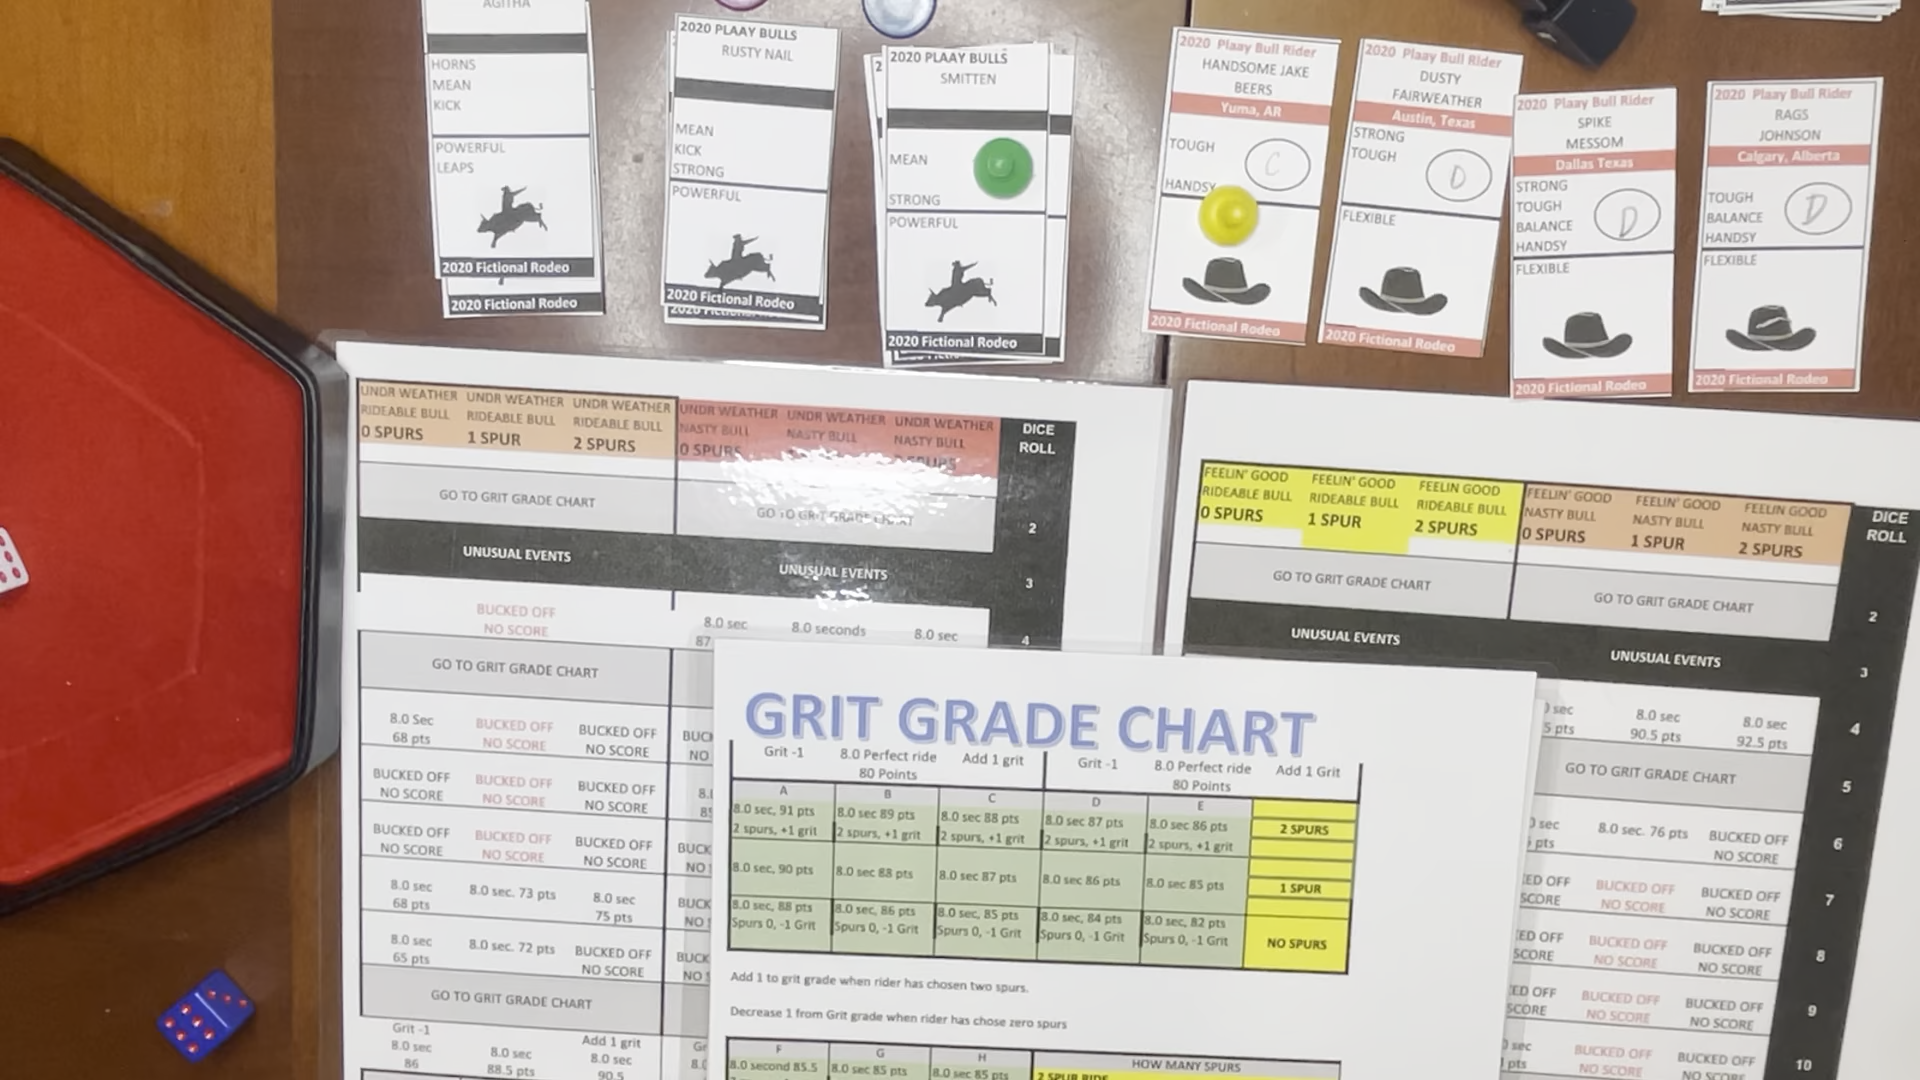 AGITHA
HORNS
MEAN
KICK
POWERFUL
LEAPS
2020 Fictional Rodeo
2020 Fictional Rodeo
2020 PLAAY BULLS
RUSTY NAIL
MEAN
KICK
STRONG
POWERFUL
2020 Fictional Rodeo
2
2020 PLAAY BULLS
SMITTEN
MEAN
STRONG
POWERFUL
2020 Fictional Rodeo
2020 Plaay Bull Rider
HANDSOME JAKE
BEERS
Yuma, AR
TOUGH
C
HANDSY
2020 Fictional Rodeo
2020 Plaay Bull Rider
DUSTY
FAIRWEATHER
Austin, Texas
STRONG
TOUGH
D
FLEXIBLE
2020 Fictional Rodeo
2020 Plaay Bull Rider
SPIKE
MESSOM
Dallas Texas
STRONG
TOUGH
BALANCE
HANDSY
D
FLEXIBLE
2020 Fictional Rodeo
2020 Plaay Bull Rider
RAGS
JOHNSON
Calgary, Alberta
TOUGH
BALANCE
HANDSY
D
FLEXIBLE
2020 Fictional Rodeo
UNDR WEATHER UNDR WEATHER UNDR WEATHER UNDR WEATHER UNDR WEATHER UNDR WEATHER DICE
RIDEABLE BULL RIDEABLE BULL RIDEABLE BULL NASTY BULL NASTY BULL NASTY BULL ROLL
0 SPURS 1 SPUR 2 SPURS 0 SPURS
GO TO GRIT GRADE CHART GO TO GRIT GRADE CHART 2
UNUSUAL EVENTS UNUSUAL EVENTS 3
BUCKED OFF 8.0 sec 8.0 seconds 8.0 sec 4
NO SCORE 87
GO TO GRIT GRADE CHART
8.0 Sec BUCKED OFF BUCKED OFF
68 pts NO SCORE NO SCORE
BUCKED OFF BUCKED OFF BUCKED OFF
NO SCORE NO SCORE NO SCORE
BUCKED OFF BUCKED OFF BUCKED OFF
NO SCORE NO SCORE NO SCORE
8.0 sec 8.0 sec. 73 pts 8.0 sec
68 pts 75 pts
8.0 sec 8.0 sec. 72 pts BUCKED OFF
65 pts NO SCORE
GO TO GRIT GRADE CHART
Grit -1 Add 1 grit
8.0 sec 8.0 sec 8.0 sec
86 88.5 pts 90.5
GRIT GRADE CHART
Grit -1 8.0 Perfect ride Add 1 grit Grit -1 8.0 Perfect ride Add 1 Grit
80 Points 80 Points
A B C D E
8.0 sec, 91 pts 8.0 sec 89 pts 8.0 sec 88 pts 8.0 sec 87 pts 8.0 sec 86 pts 2 SPURS
2 spurs, +1 grit 2 spurs, +1 grit 2 spurs, +1 grit 2 spurs, +1 grit 2 spurs, +1 grit
8.0 sec, 90 pts 8.0 sec 88 pts 8.0 sec 87 pts 8.0 sec 86 pts 8.0 sec 85 pts 1 SPUR
8.0 sec, 88 pts 8.0 sec, 86 pts 8.0 sec, 85 pts 8.0 sec, 84 pts 8.0 sec, 82 pts NO SPURS
Spurs 0, -1 Grit Spurs 0, -1 Grit Spurs 0, -1 Grit Spurs 0, -1 Grit Spurs 0, -1 Grit
Add 1 to grit grade when rider has chosen two spurs.
Decrease 1 from Grit grade when rider has chose zero spurs
F G H HOW MANY SPURS
8.0 second 85.5 8.0 sec 85 pts 8.0 sec 85 pts 2 SPUR RIDE
FEELIN' GOOD FEELIN' GOOD FEELIN GOOD FEELIN' GOOD FEELIN' GOOD FEELIN GOOD DICE
RIDEABLE BULL RIDEABLE BULL RIDEABLE BULL NASTY BULL NASTY BULL NASTY BULL ROLL
0 SPURS 1 SPUR 2 SPURS 0 SPURS 1 SPUR 2 SPURS
GO TO GRIT GRADE CHART GO TO GRIT GRADE CHART 2
UNUSUAL EVENTS UNUSUAL EVENTS 3
sec 8.0 sec 8.0 sec 4
5 pts 90.5 pts 92.5 pts
GO TO GRIT GRADE CHART 5
sec 8.0 sec. 76 pts BUCKED OFF 6
pts NO SCORE
ED OFF BUCKED OFF BUCKED OFF 7
SCORE NO SCORE NO SCORE
ED OFF BUCKED OFF BUCKED OFF 8
SCORE NO SCORE NO SCORE
ED OFF BUCKED OFF BUCKED OFF 9
SCORE NO SCORE NO SCORE
sec BUCKED OFF BUCKED OFF 10
pts NO SCORE NO SCORE